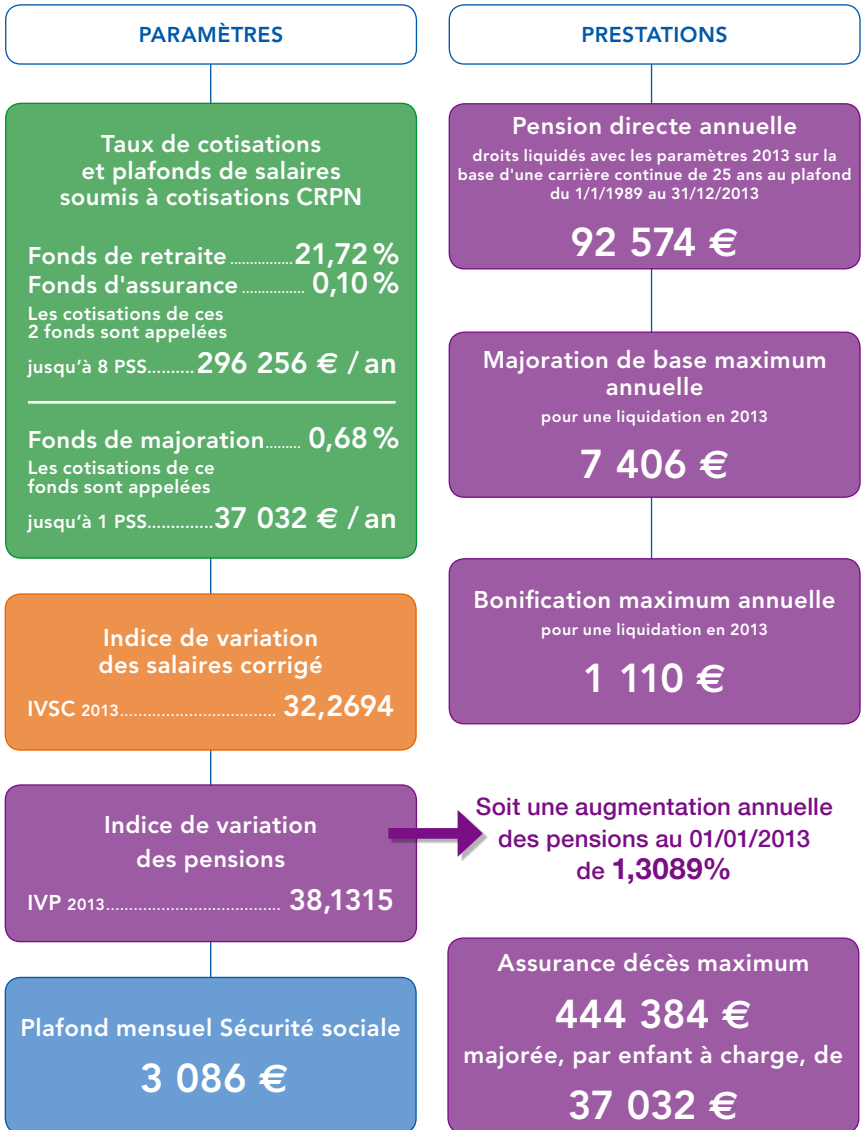 PARAMÈTRES
Taux de cotisations
et plafonds de salaires
soumis à cotisations CRPN
Fonds de retraite................21,72 %
Fonds d'assurance................ 0,10 %
Les cotisations de ces
2 fonds sont appelées
jusqu'à 8 PSS..........296 256 € / an
Fonds de majoration......... 0,68 %
Les cotisations de ce
fonds sont appelées
jusqu'à 1 PSS..............37 032 € / an
Indice de variation
des salaires corrigé
IVSC 2013.................................. 32,2694
Indice de variation
des pensions
IVP 2013...................................... 38,1315
Plafond mensuel Sécurité sociale
3 086 €
PRESTATIONS
Pension directe annuelle
droits liquidés avec les paramètres 2013 sur la
base d'une carrière continue de 25 ans au plafond
du 1/1/1989 au 31/12/2013
92 574 €
Majoration de base maximum
annuelle
pour une liquidation en 2013
7 406 €
Bonification maximum annuelle
pour une liquidation en 2013
1 110 €
Soit une augmentation annuelle
des pensions au 01/01/2013
de 1,3089%
Assurance décès maximum
444 384 €
majorée, par enfant à charge, de
37 032 €